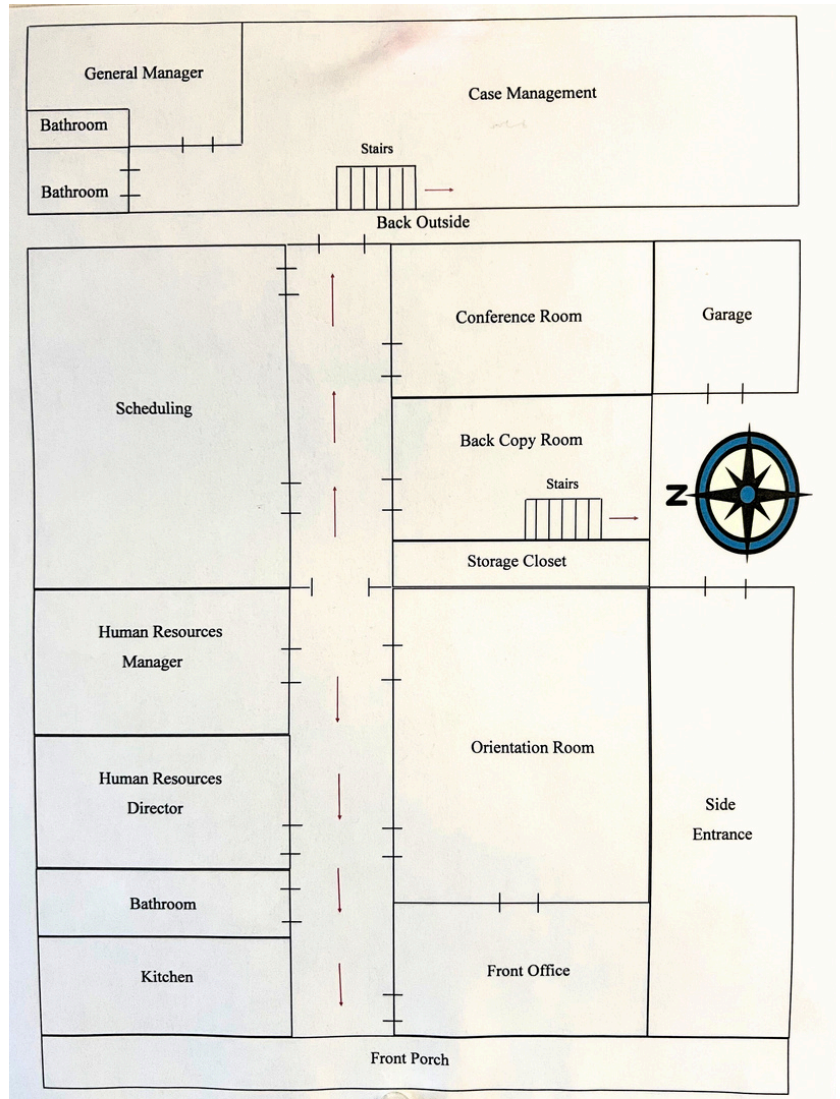 General Manager
Case Management
Bathroom
Stairs
Bathroom
Back Outside
Conference Room
Garage
Scheduling
Back Copy Room
Stairs
N
Storage Closet
Human Resources
Manager
Orientation Room
Human Resources
Director
Side
Entrance
Bathroom
Front Office
Kitchen
Front Porch